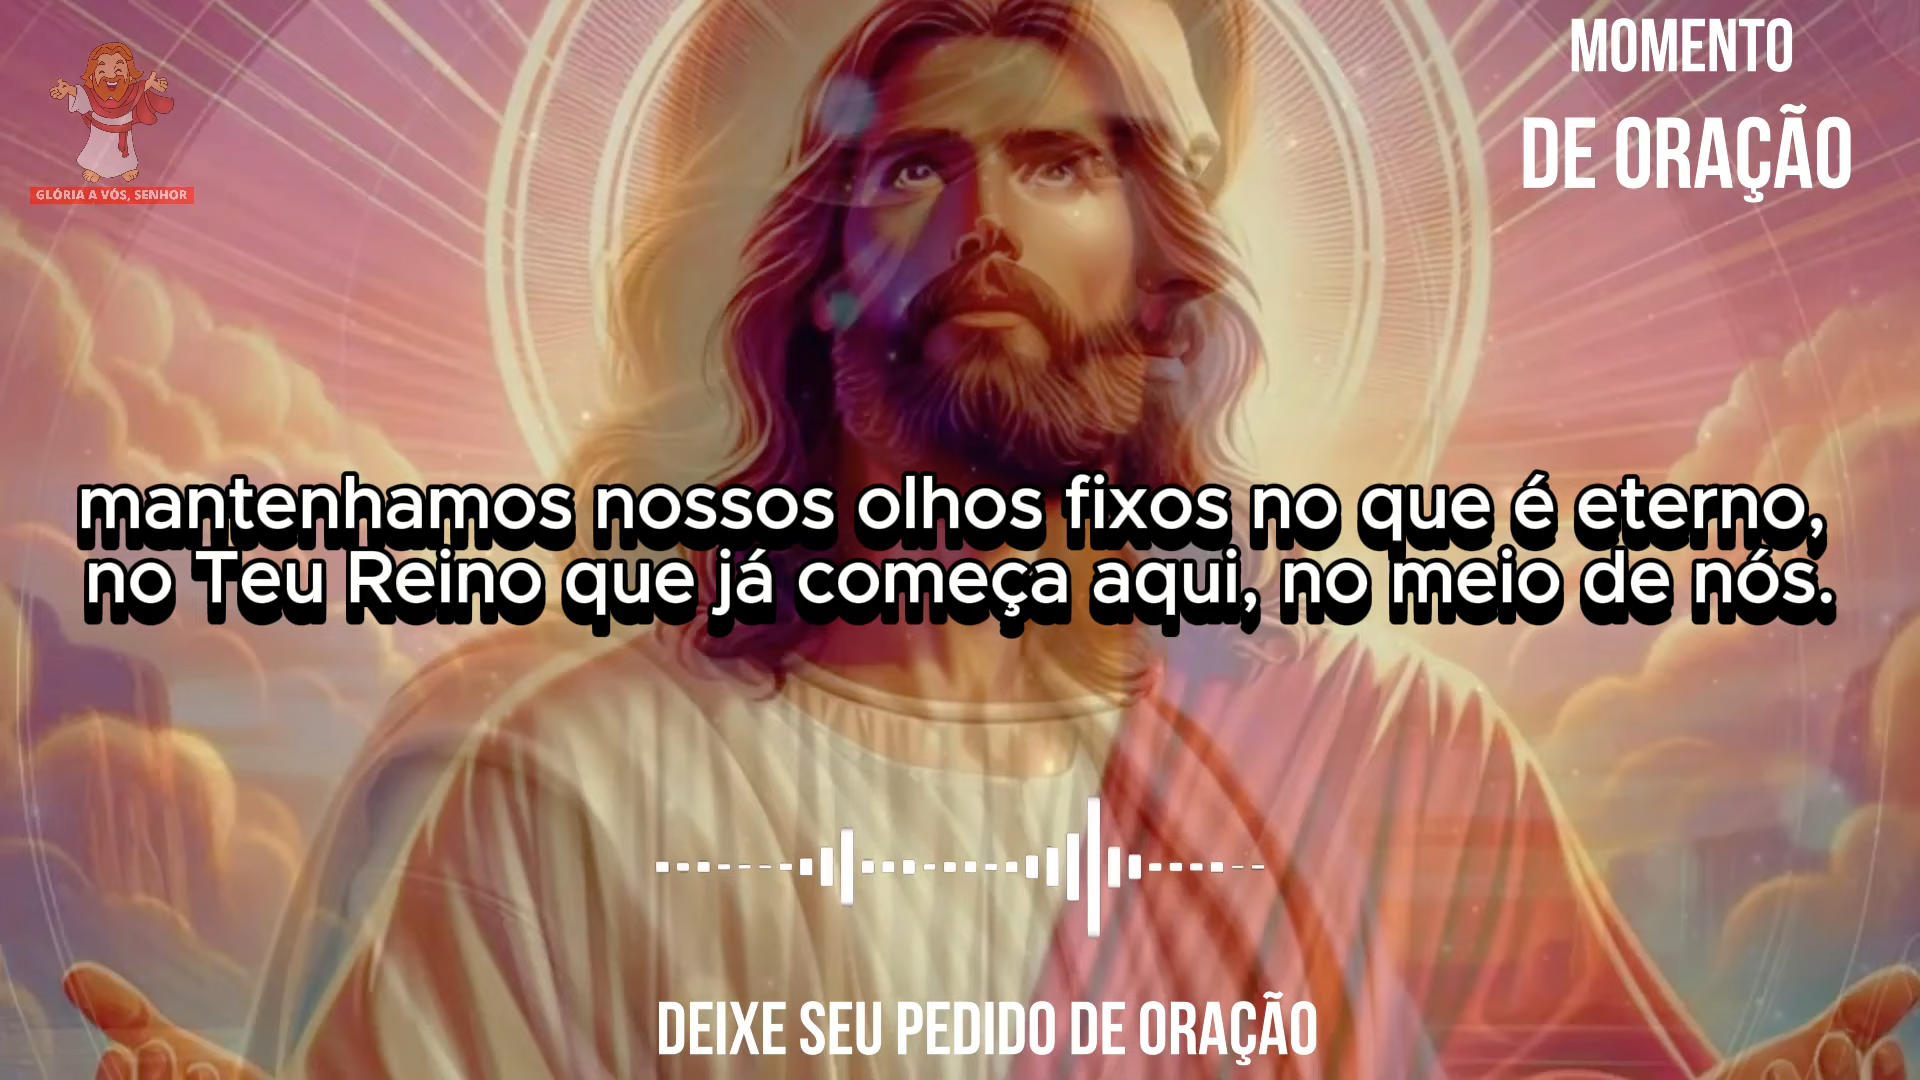 MOMENTO
DE ORAÇÃO
GLÓRIA A VÓS, SENHOR
mantenhamos nossos olhos fixos no que é eterno,
no Teu Reino que já começa aqui, no meio de nós.
DEIXE SEU PEDIDO DE ORAÇÃO